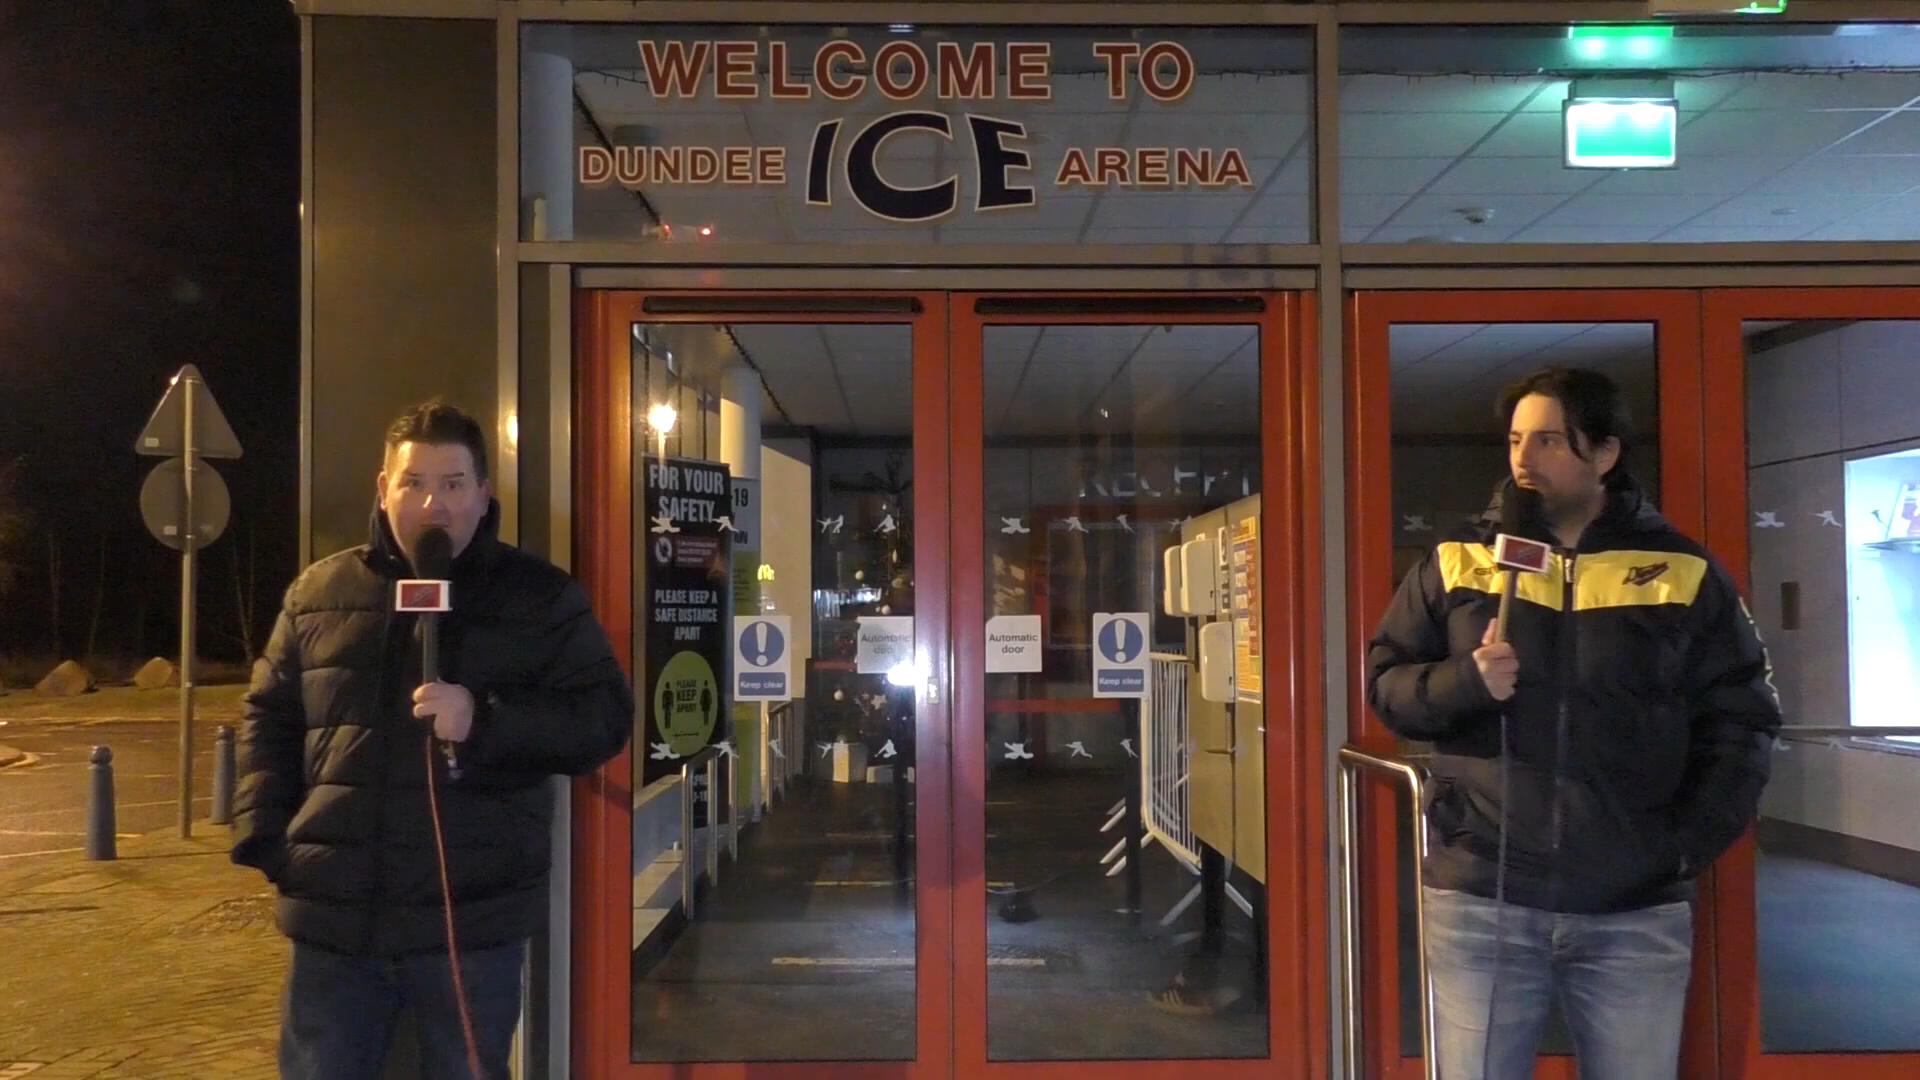 WELCOME TO
DUNDEE ICE ARENA
FOR YOUR
SAFETY
19
PLEASE KEEP A
SAFE DISTANCE
APART
PLEASE
KEEP
APART
Keep clear
Automatic
door
Automatic
door
Keep clear